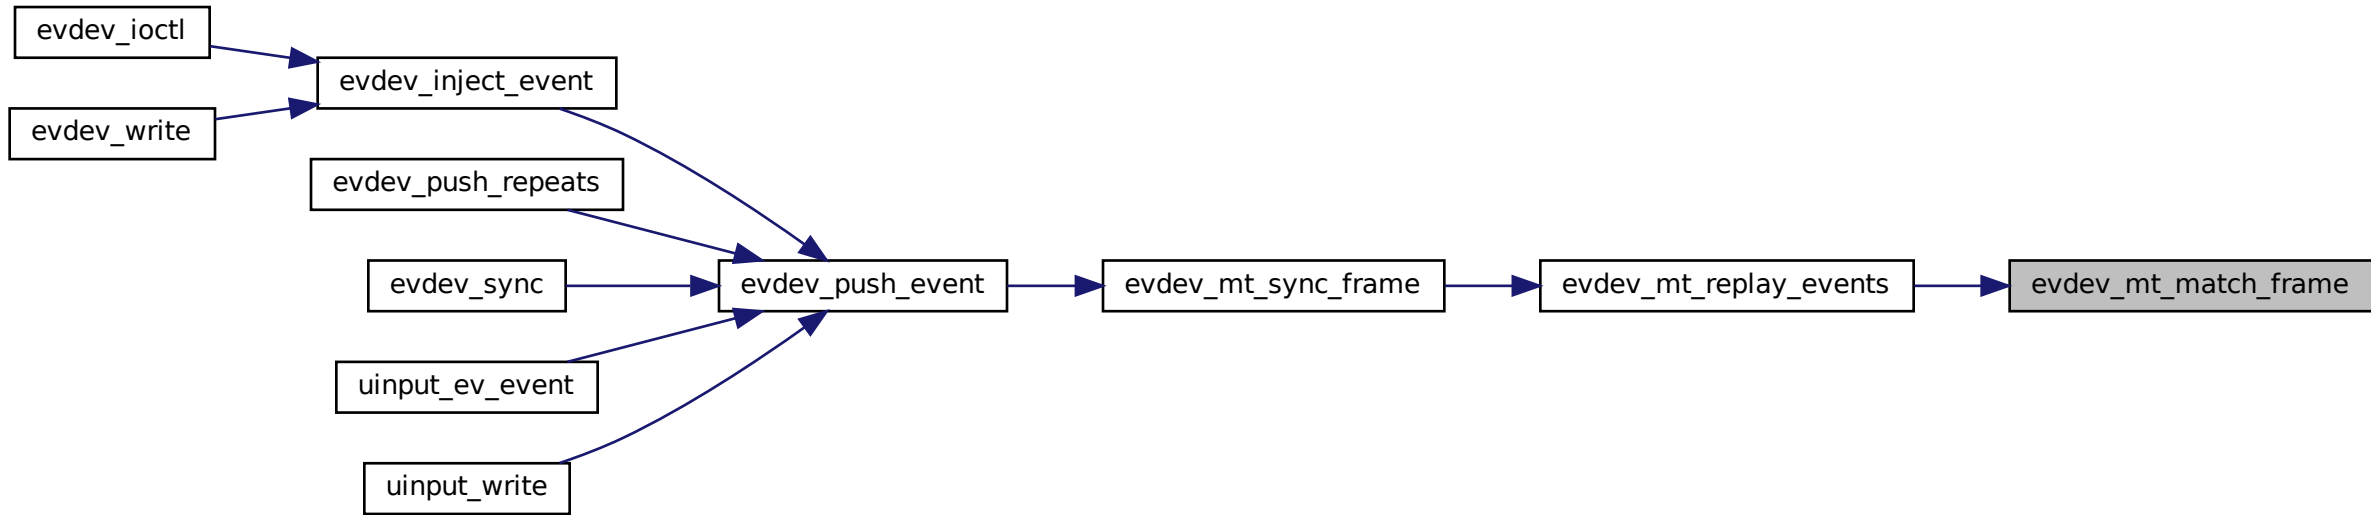 evdev_ioctl
evdev_inject_event
evdev_write
evdev_push_repeats
evdev_sync
evdev_push_event
evdev_mt_sync_frame
evdev_mt_replay_events
evdev_mt_match_frame
uinput_ev_event
uinput_write